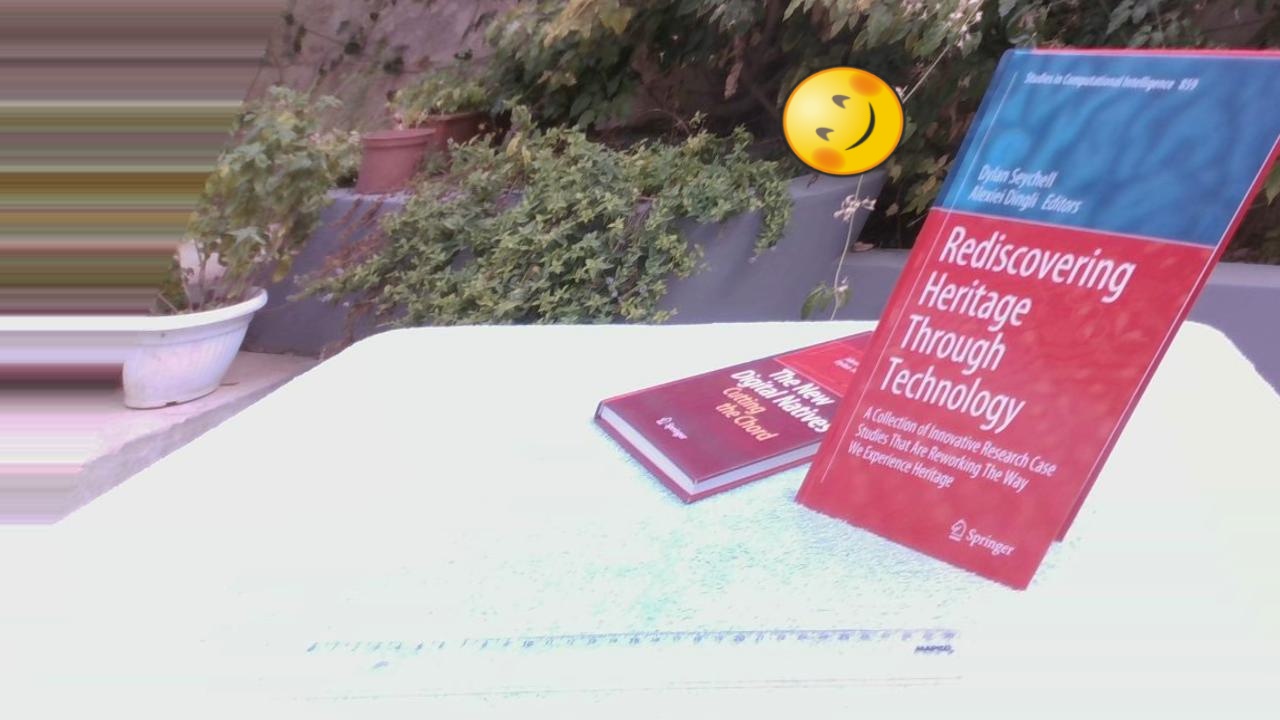 Studies in Computational Intelligence 859
Dylan Seychell
Alexiei Dingli Editors
Rediscovering
Heritage
Through
Technology
A Collection of Innovative Research Case
Studies That Are Reworking The Way
We Experience Heritage
Springer
The New
Digital Natives
Cutting
the Chord
Springer
MAPED